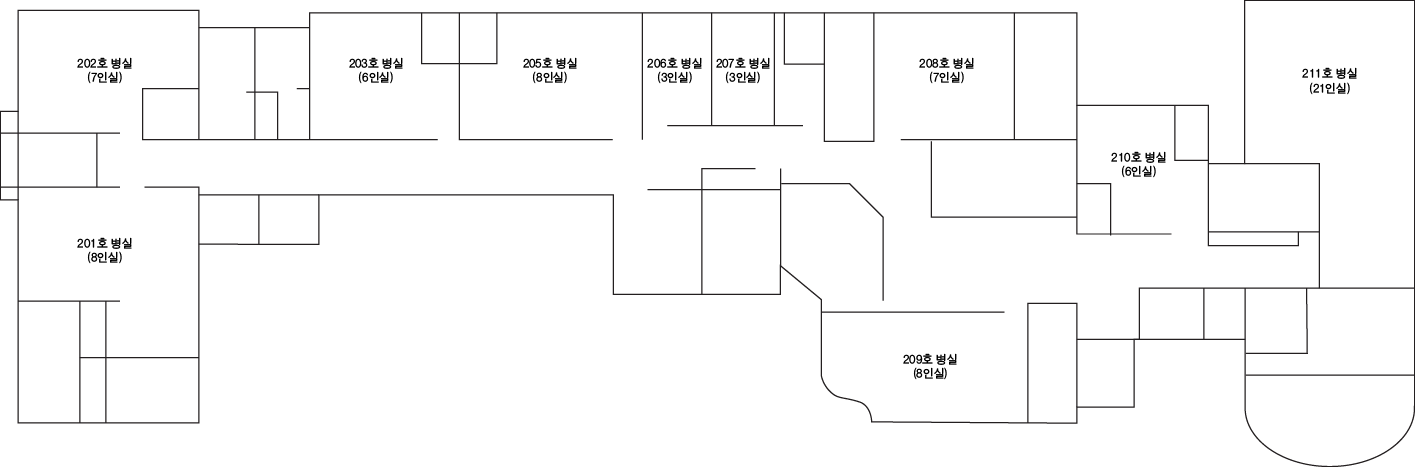 202호 병실
(7인실)
203호 병실
(6인실)
205호 병실
(8인실)
206호 병실
(3인실)
207호 병실
(3인실)
208호 병실
(7인실)
211호 병실
(21인실)
210호 병실
(6인실)
201호 병실
(8인실)
209호 병실
(8인실)